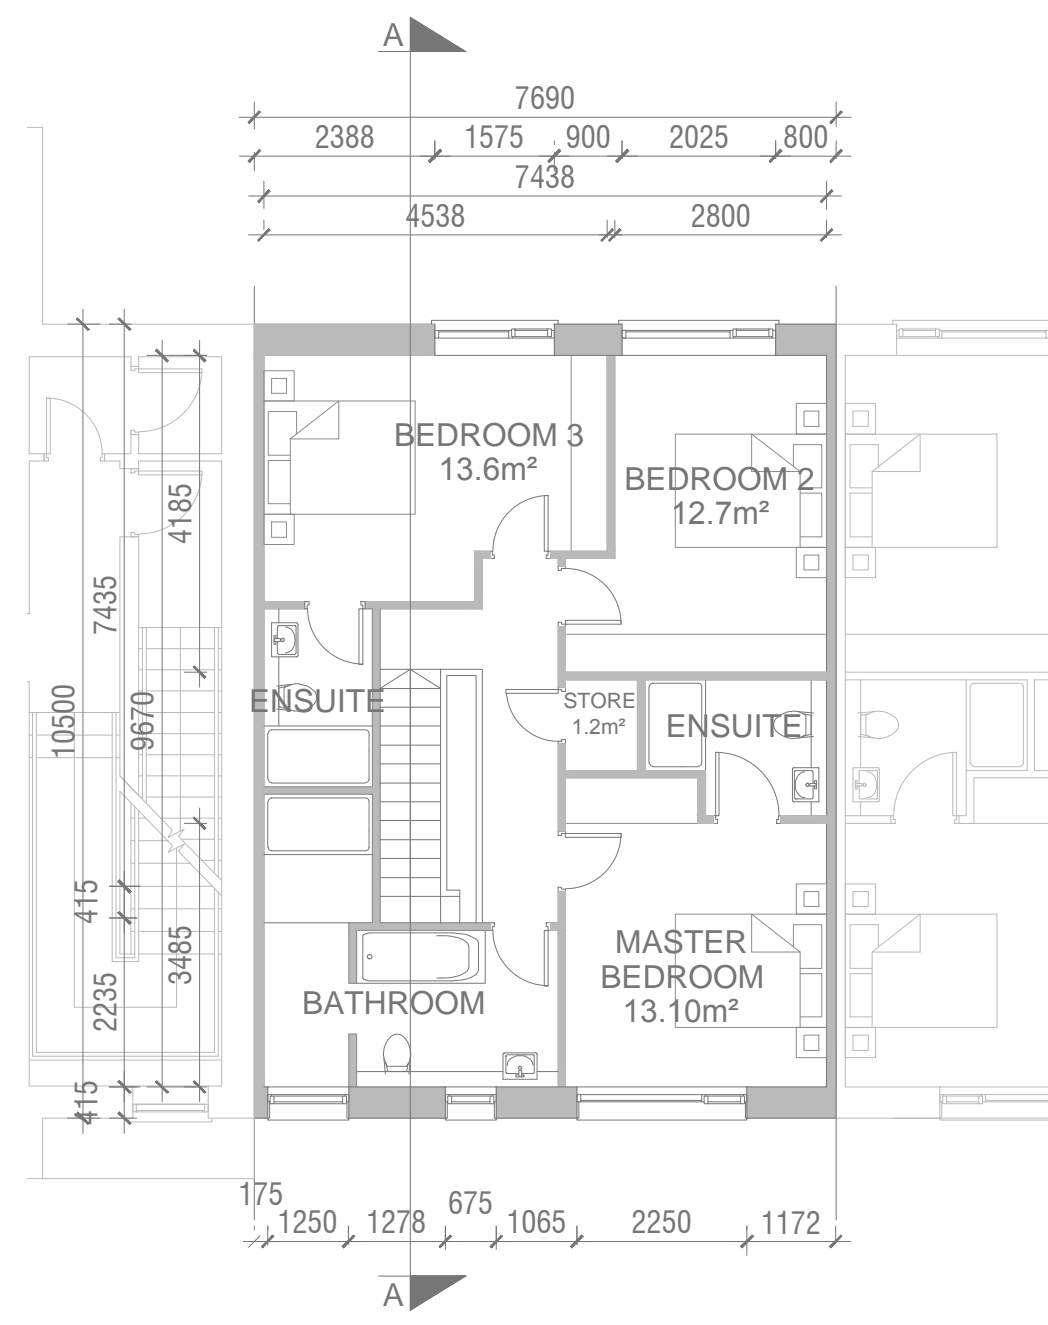 A
7690
2388 1575 900 2025 800
7438
4538 2800
BEDROOM 3
13.6m²
BEDROOM 2
12.7m²
4185
7435
10500
9670
ENSUITE
STORE
1.2m²
ENSUITE
415
3485
2235
415
MASTER
BEDROOM
13.10m²
BATHROOM
175
1250 1278 675 1065 2250 1172
A